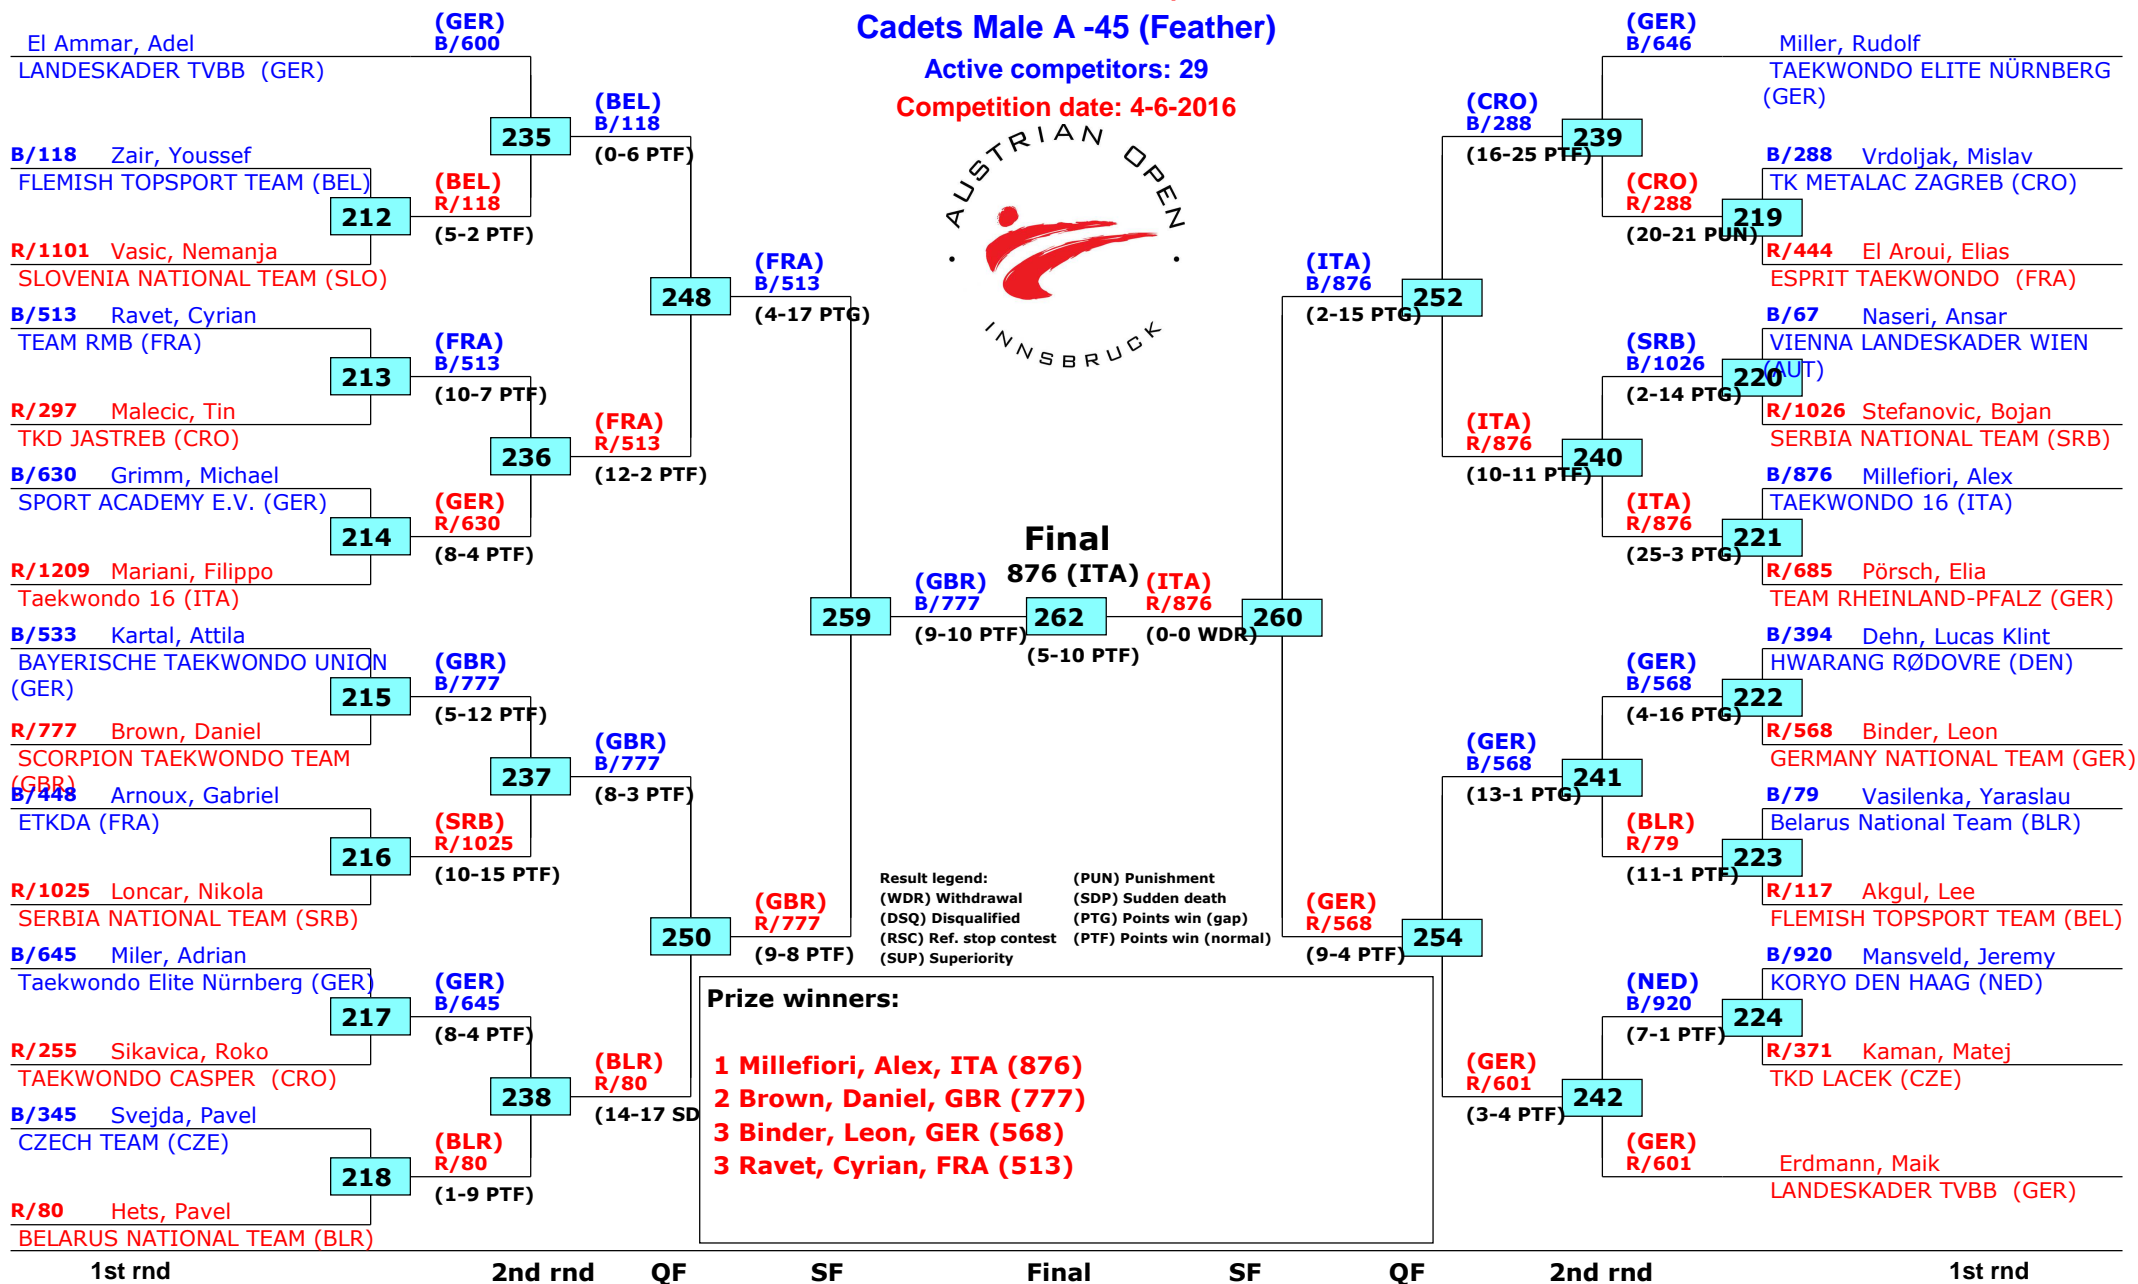 Cadets Male A -45 (Feather)
Active competitors: 29
Competition date: 4-6-2016
AUSTRIAN OPEN
INNSBRUCK
El Ammar, Adel
LANDESKADER TVBB (GER)
B/118 Zair, Youssef
FLEMISH TOPSPORT TEAM (BEL)
212
R/1101 Vasic, Nemanja
SLOVENIA NATIONAL TEAM (SLO)
B/513 Ravet, Cyrian
TEAM RMB (FRA)
213
R/297 Malecic, Tin
TKD JASTREB (CRO)
B/630 Grimm, Michael
SPORT ACADEMY E.V. (GER)
214
R/1209 Mariani, Filippo
Taekwondo 16 (ITA)
B/533 Kartal, Attila
BAYERISCHE TAEKWONDO UNION
(GER)
215
R/777 Brown, Daniel
SCORPION TAEKWONDO TEAM
(GBR)
B/448 Arnoux, Gabriel
ETKDA (FRA)
216
R/1025 Loncar, Nikola
SERBIA NATIONAL TEAM (SRB)
B/645 Miler, Adrian
Taekwondo Elite Nürnberg (GER)
217
R/255 Sikavica, Roko
TAEKWONDO CASPER (CRO)
B/345 Svejda, Pavel
CZECH TEAM (CZE)
218
R/80 Hets, Pavel
BELARUS NATIONAL TEAM (BLR)
(GER)
B/600
235
(BEL)
R/118
(5-2 PTF)
(FRA)
B/513
(10-7 PTF)
236
(GER)
R/630
(8-4 PTF)
(GBR)
B/777
(5-12 PTF)
237
(SRB)
R/1025
(10-15 PTF)
(GER)
B/645
(8-4 PTF)
238
(BLR)
R/80
(1-9 PTF)
(BEL)
B/118
(0-6 PTF)
248
(FRA)
R/513
(12-2 PTF)
(GBR)
B/777
(8-3 PTF)
250
(BLR)
R/80
(14-17 SD
(FRA)
B/513
(4-17 PTG)
259
(GBR)
R/777
(9-8 PTF)
Final
876 (ITA)
(GBR)
B/777
(9-10 PTF)
262
(5-10 PTF)
(ITA)
R/876
(0-0 WDR)
260
(ITA)
B/876
(2-15 PTG)
252
(GER)
R/568
(9-4 PTF)
254
(CRO)
B/288
(16-25 PTF)
239
(ITA)
R/876
(10-11 PTF)
240
(GER)
B/568
(13-1 PTG)
241
(GER)
R/601
(3-4 PTF)
242
(GER)
B/646
(CRO)
R/288
(20-21 PUN)
219
(SRB)
B/1026
(2-14 PTG)
220
(ITA)
R/876
(25-3 PTG)
221
(GER)
B/568
(4-16 PTG)
222
(BLR)
R/79
(11-1 PTF)
223
(NED)
B/920
(7-1 PTF)
224
(GER)
R/601
Miller, Rudolf
TAEKWONDO ELITE NÜRNBERG
(GER)
B/288 Vrdoljak, Mislav
TK METALAC ZAGREB (CRO)
R/444 El Aroui, Elias
ESPRIT TAEKWONDO (FRA)
B/67 Naseri, Ansar
VIENNA LANDESKADER WIEN
(AUT)
R/1026 Stefanovic, Bojan
SERBIA NATIONAL TEAM (SRB)
B/876 Millefiori, Alex
TAEKWONDO 16 (ITA)
R/685 Pörsch, Elia
TEAM RHEINLAND-PFALZ (GER)
B/394 Dehn, Lucas Klint
HWARANG RØDOVRE (DEN)
R/568 Binder, Leon
GERMANY NATIONAL TEAM (GER)
B/79 Vasilenka, Yaraslau
Belarus National Team (BLR)
R/117 Akgul, Lee
FLEMISH TOPSPORT TEAM (BEL)
B/920 Mansveld, Jeremy
KORYO DEN HAAG (NED)
R/371 Kaman, Matej
TKD LACEK (CZE)
Erdmann, Maik
LANDESKADER TVBB (GER)
Result legend: (PUN) Punishment
(WDR) Withdrawal (SDP) Sudden death
(DSQ) Disqualified (PTG) Points win (gap)
(RSC) Ref. stop contest (PTF) Points win (normal)
(SUP) Superiority
Prize winners:
1 Millefiori, Alex, ITA (876)
2 Brown, Daniel, GBR (777)
3 Binder, Leon, GER (568)
3 Ravet, Cyrian, FRA (513)
1st rnd 2nd rnd QF SF Final SF QF 2nd rnd 1st rnd